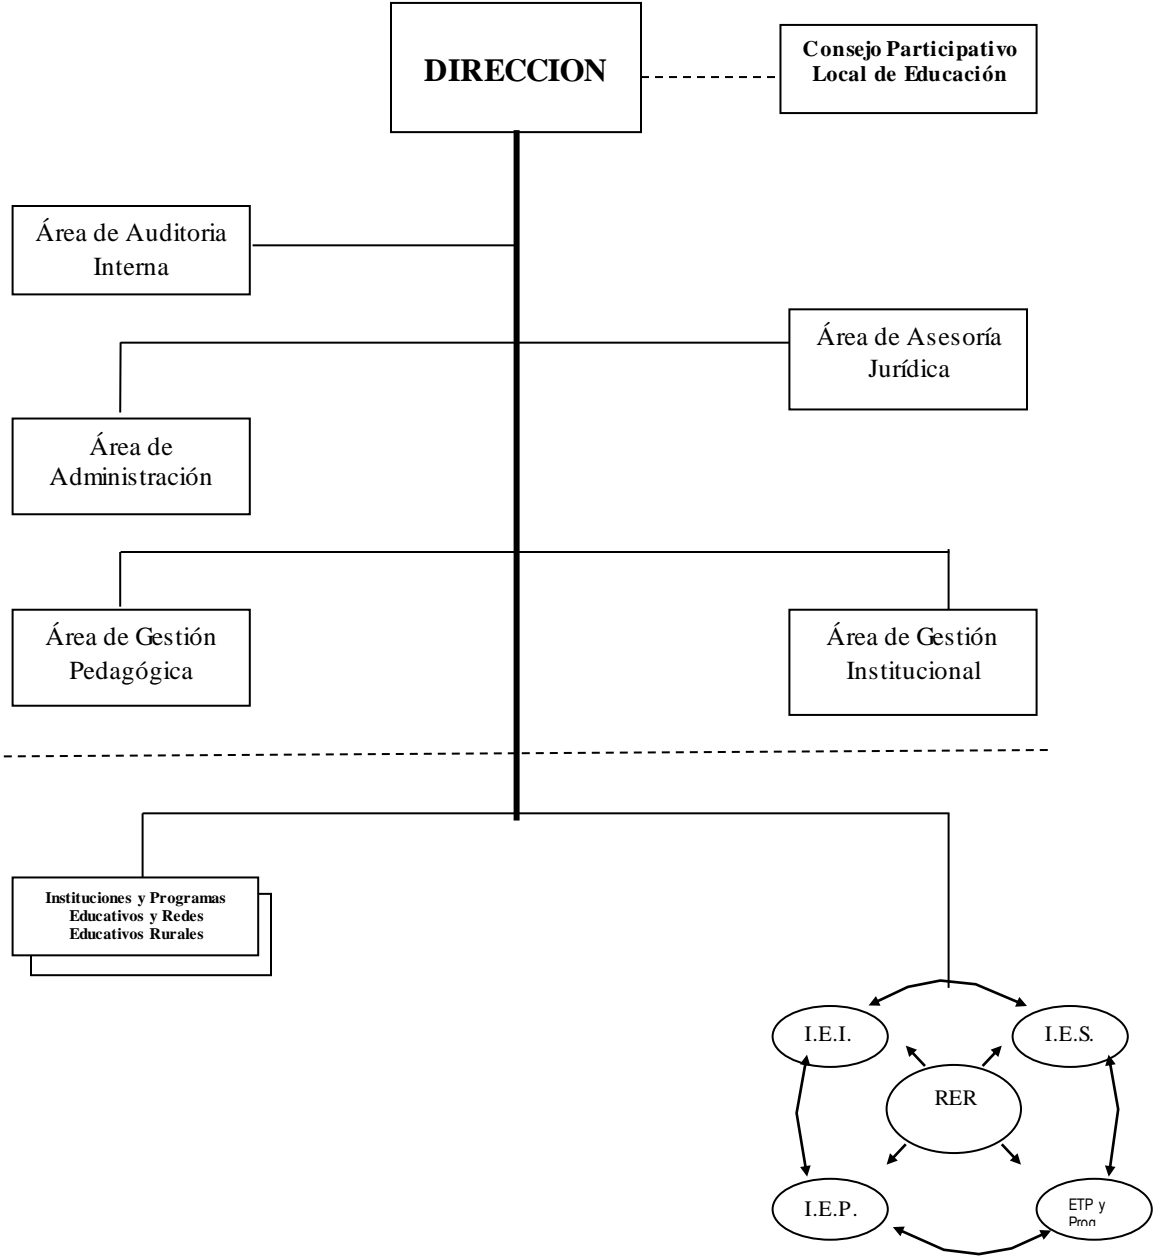 DIRECCION
Consejo Participativo
Local de Educación
Área de Auditoria
Interna
Área de Asesoría
Jurídica
Área de
Administración
Área de Gestión
Pedagógica
Área de Gestión
Institucional
Instituciones y Programas
Educativos y Redes
Educativos Rurales
I.E.I.
I.E.S.
RER
I.E.P.
ETP y
Prog